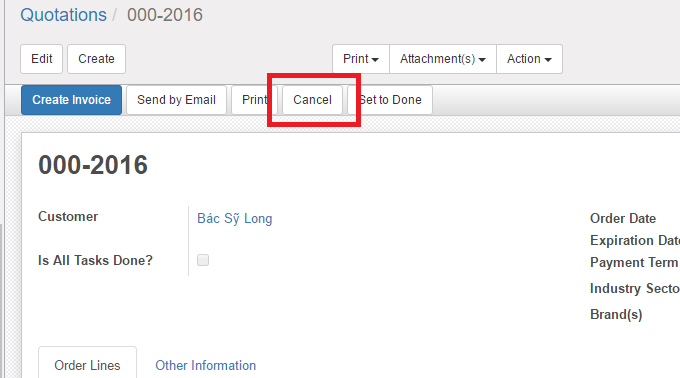 Quotations / 000-2016
Edit Create Print Attachment(s) Action
Create Invoice Send by Email Print Cancel Set to Done
000-2016
Customer Bác Sỹ Long Order Date
Expiration Date
Is All Tasks Done? Payment Term
Industry Secto
Brand(s)
Order Lines Other Information